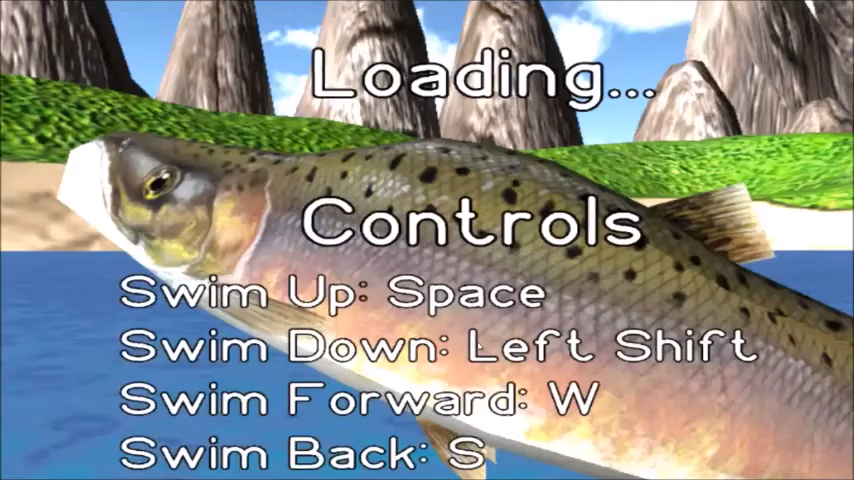 Loading...
Controls
Swim Up: Space
Swim Down: Left Shift
Swim Forward: W
Swim Back: S